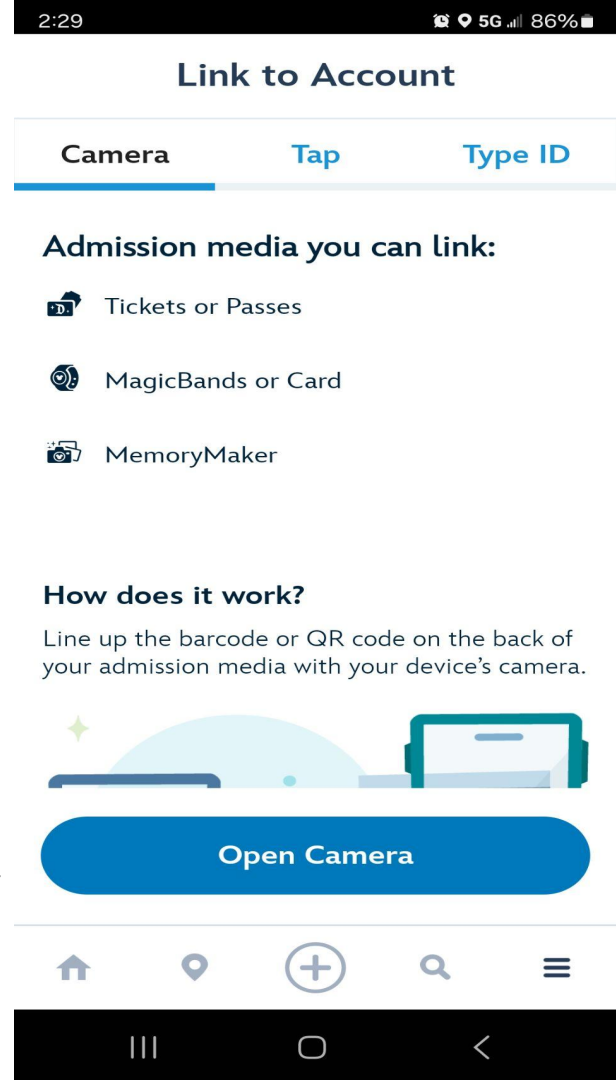 2:29 5G 86%
Link to Account
Camera Tap Type ID
Admission media you can link:
Tickets or Passes
MagicBands or Card
MemoryMaker
How does it work?
Line up the barcode or QR code on the back of
your admission media with your device’s camera.
Open Camera